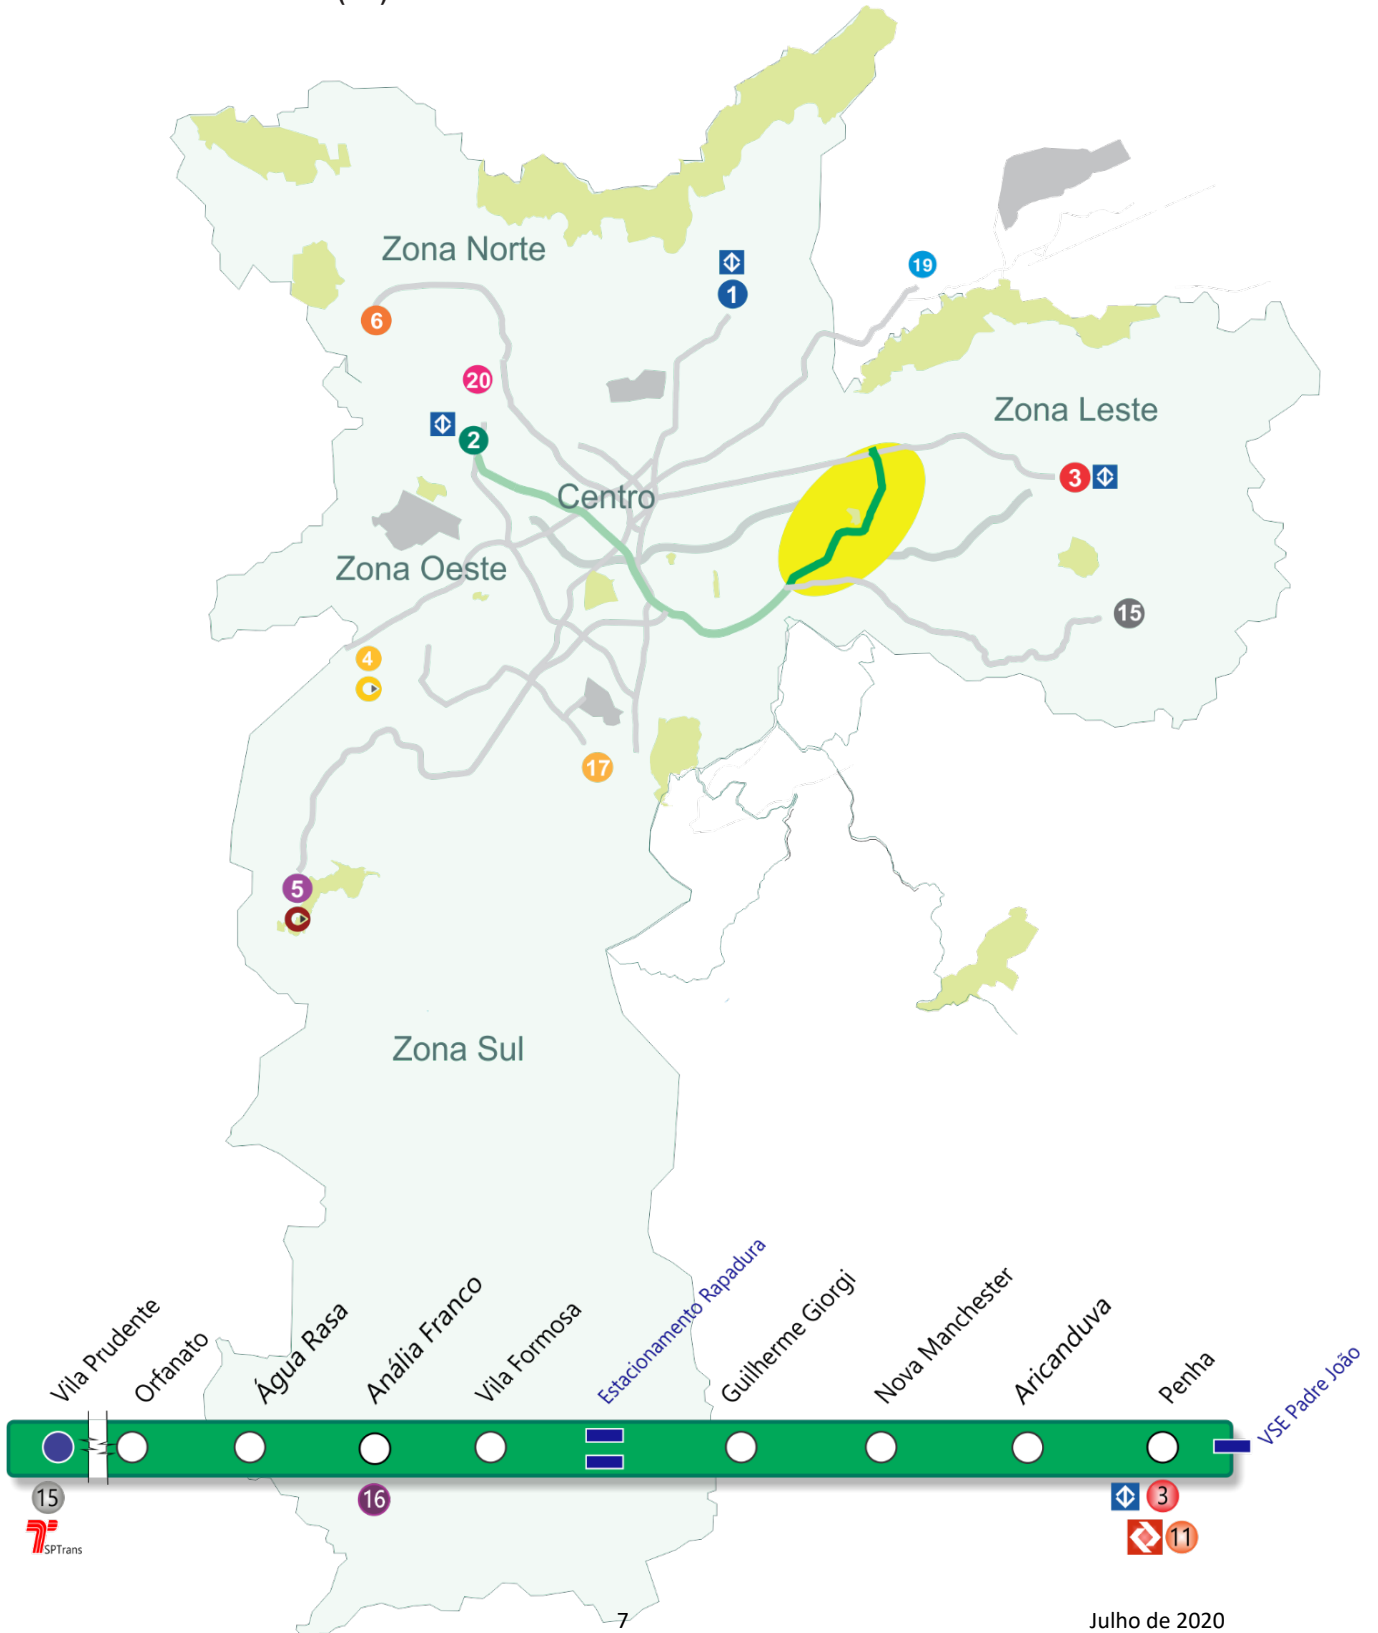 Zona Norte
1
19
6
20
2
Zona Leste
3
Centro
Zona Oeste
15
4
17
5
Zona Sul
Vila Prudente
Orfanato
Água Rasa
Anália Franco
Vila Formosa
Estacionamento Rapadura
Guilherme Giorgi
Nova Manchester
Aricanduva
Penha
VSE Padre João
15
SPTrans
16
3
11
7
Julho de 2020